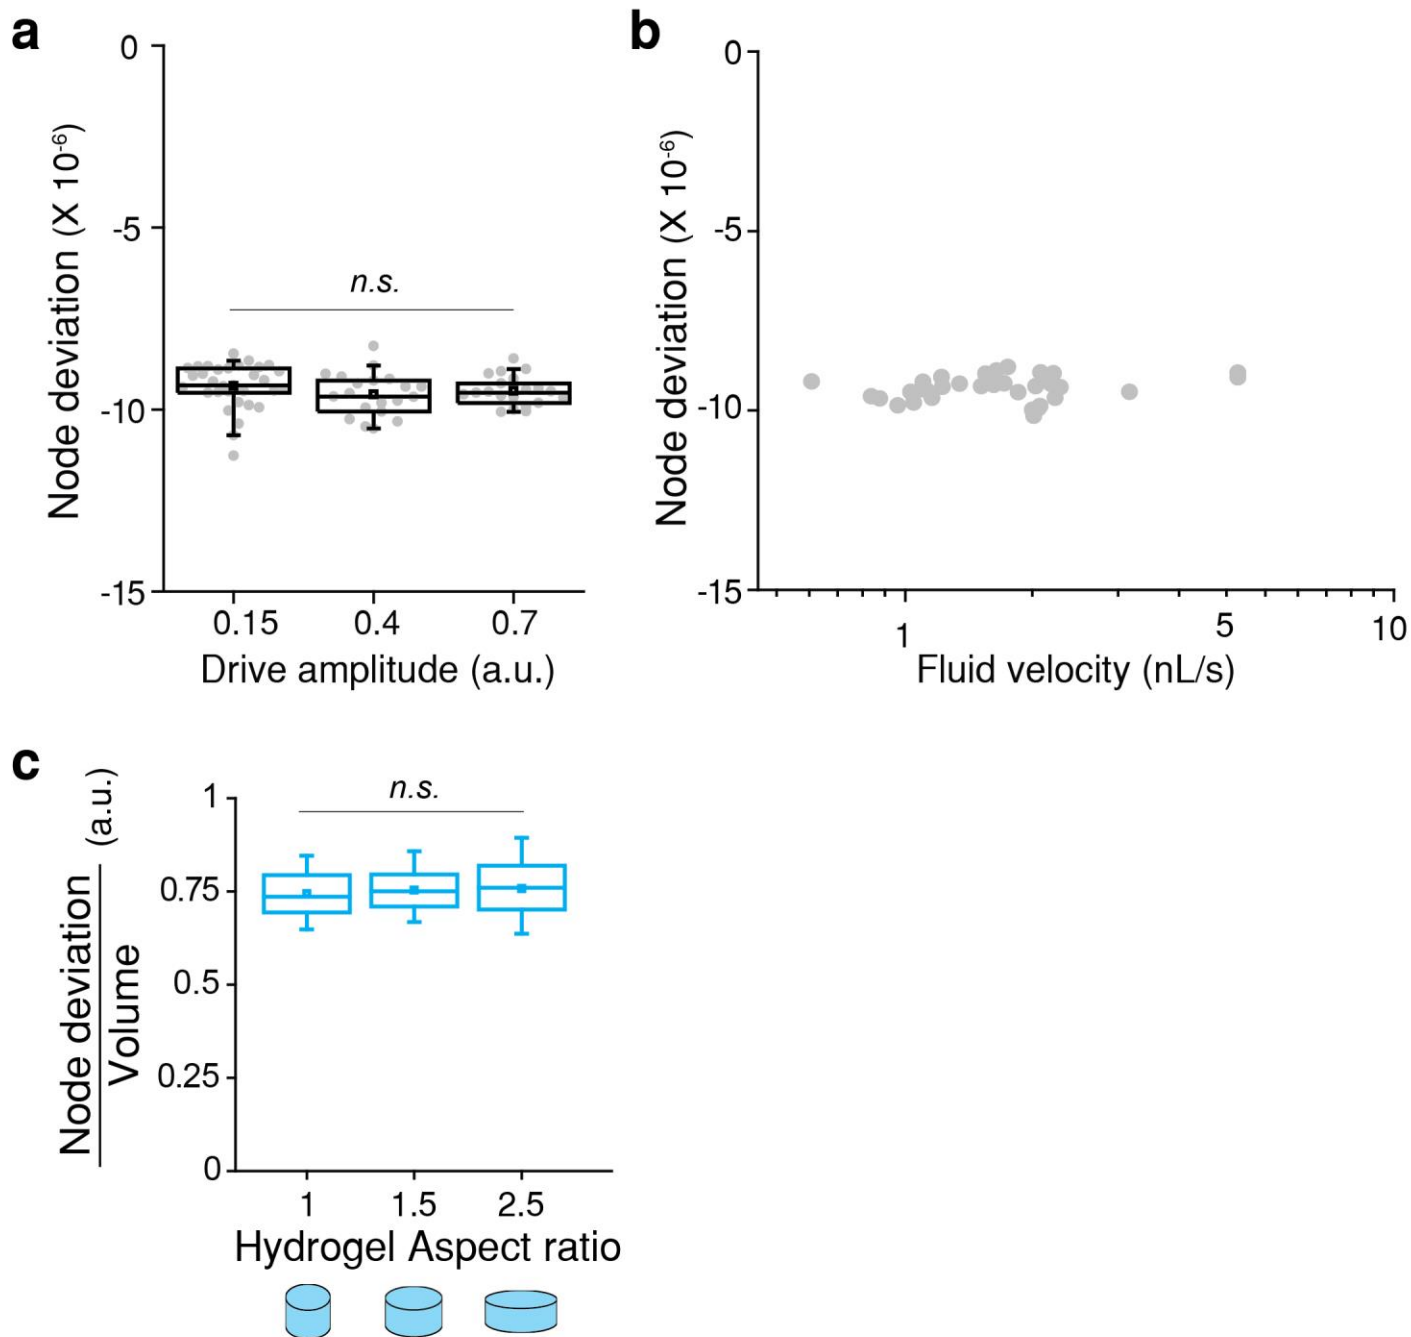 a
Node deviation (X 10⁻⁶)
0
-5
-10
-15
n.s.
0.15 0.4 0.7
Drive amplitude (a.u.)
b
Node deviation (X 10⁻⁶)
0
-5
-10
-15
1 5 10
Fluid velocity (nL/s)
c
Node deviation
Volume
(a.u.)
1
0.75
0.5
0.25
0
n.s.
1 1.5 2.5
Hydrogel Aspect ratio